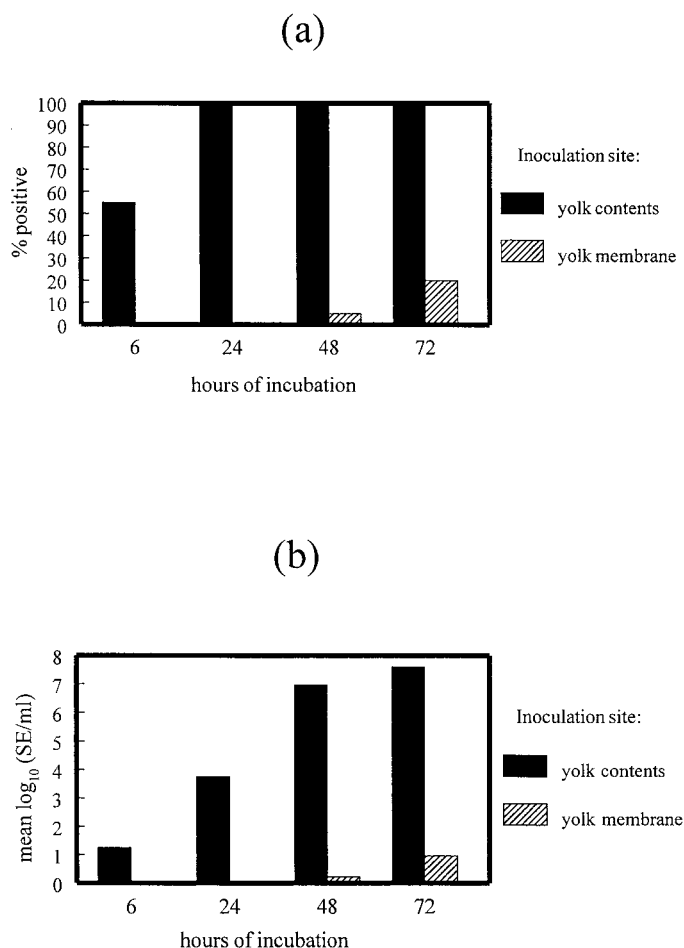 (a)
100
90
80
70
60
50
40
30
20
10
0
% positive
6 24 48 72
hours of incubation
Inoculation site:
yolk contents
yolk membrane
(b)
8
7
6
5
4
3
2
1
0
mean log10 (SE/ml)
6 24 48 72
hours of incubation
Inoculation site:
yolk contents
yolk membrane